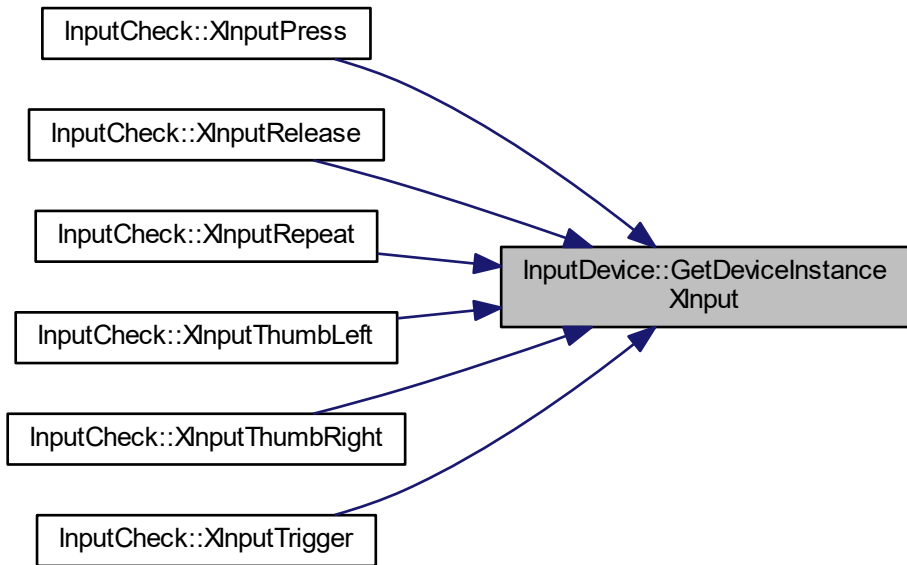 InputCheck::XInputPress
InputCheck::XInputRelease
InputCheck::XInputRepeat
InputDevice::GetDeviceInstance
XInput
InputCheck::XInputThumbLeft
InputCheck::XInputThumbRight
InputCheck::XInputTrigger